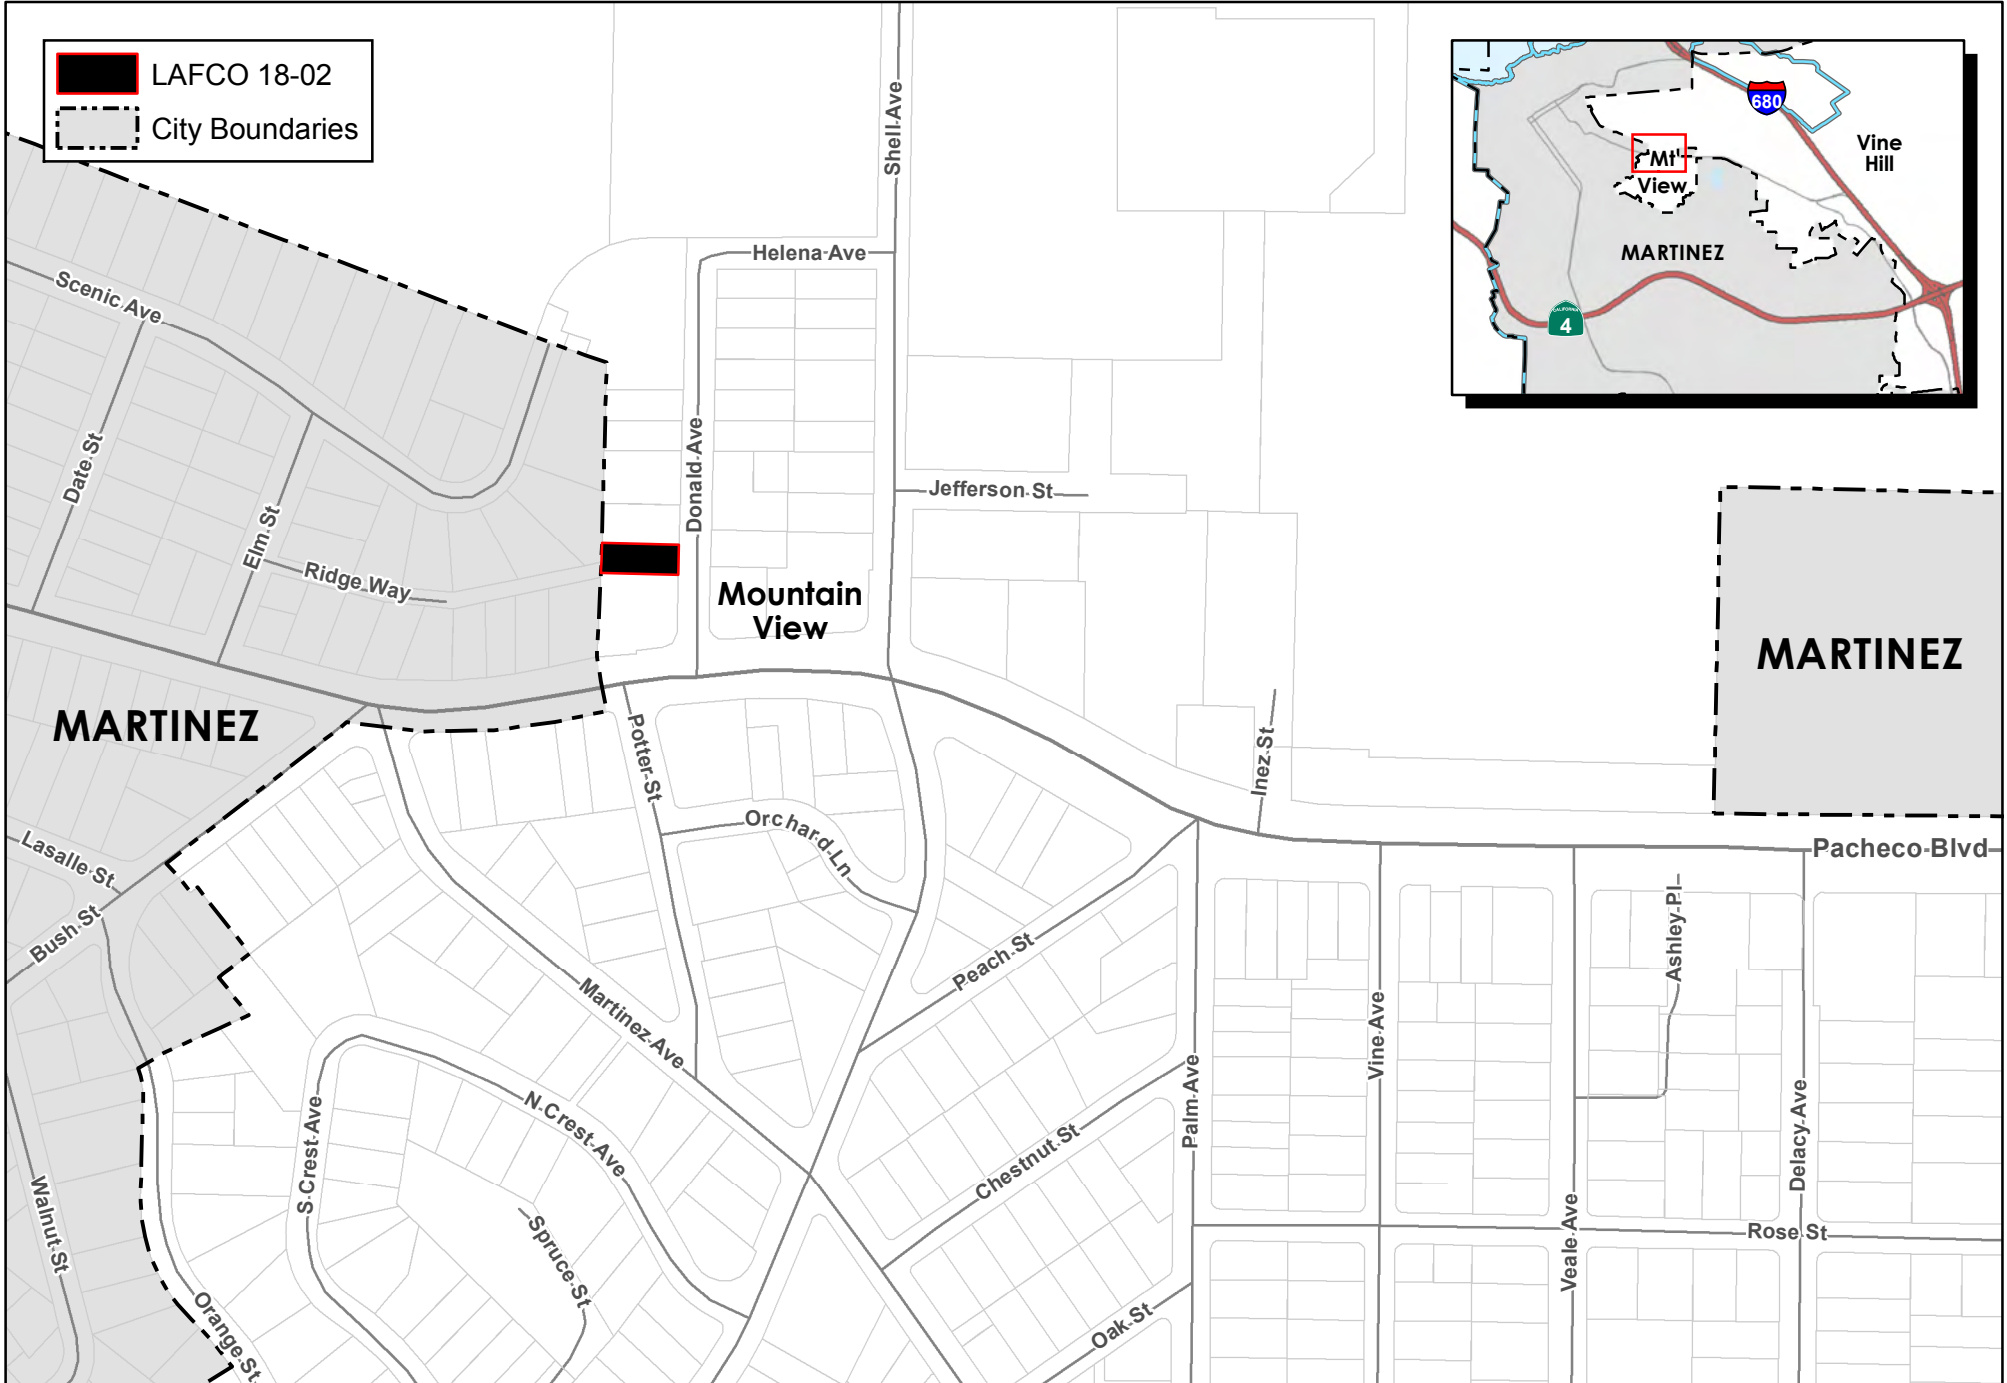 LAFCO 18-02
City Boundaries
Shell Ave
680
Vine
Hill
Mt
View
MARTINEZ
CALIFORNIA
4
Helena Ave
Scenic Ave
Donald Ave
Date St
Elm St
Jefferson St
Ridge Way
Mountain
View
MARTINEZ
MARTINEZ
Potter St
Inez St
Orchard Ln
Pacheco Blvd
Lasalle St
Bush St
Ashley Pl
Peach St
Martinez Ave
Vine Ave
Palm Ave
N Crest Ave
S Crest Ave
Chestnut St
Delacy Ave
Walnut St
Spruce St
Veale Ave
Rose St
Orange St
Oak St